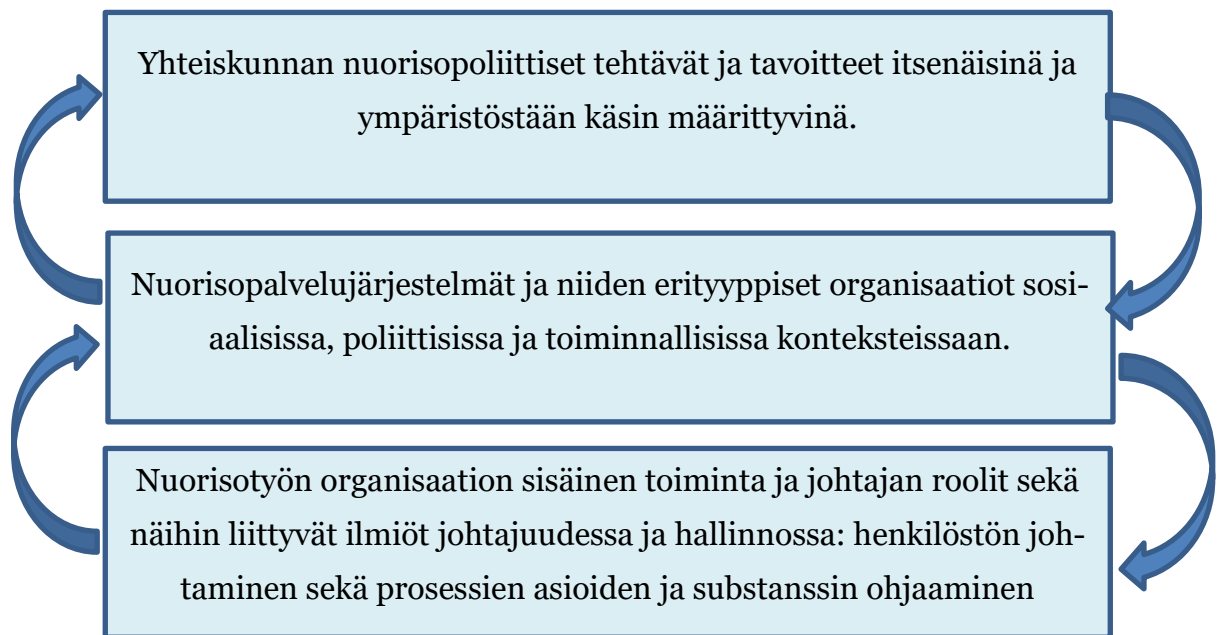 Yhteiskunnan nuorisopoliittiset tehtävät ja tavoitteet itsenäisinä ja
ympäristöstään käsin määrittyvinä.
Nuorisopalvelujärjestelmät ja niiden erityyppiset organisaatiot sosi-
aalisissa, poliittisissa ja toiminnallisissa konteksteissaan.
Nuorisotyön organisaation sisäinen toiminta ja johtajan roolit sekä
näihin liittyvät ilmiöt johtajuudessa ja hallinnossa: henkilöstön joh-
taminen sekä prosessien asioiden ja substanssin ohjaaminen